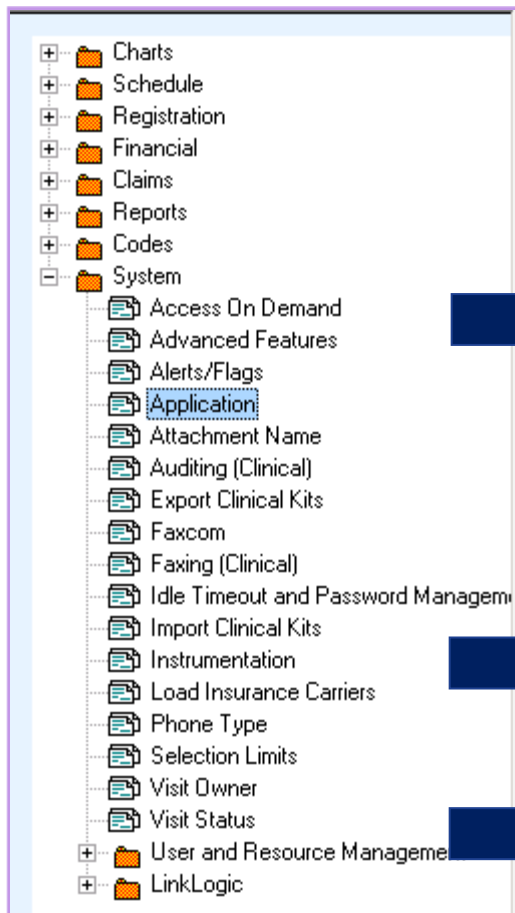 Charts
Schedule
Registration
Financial
Claims
Reports
Codes
System
Access On Demand
Advanced Features
Alerts/Flags
Application
Attachment Name
Auditing (Clinical)
Export Clinical Kits
Faxcom
Faxing (Clinical)
Idle Timeout and Password Managem
Import Clinical Kits
Instrumentation
Load Insurance Carriers
Phone Type
Selection Limits
Visit Owner
Visit Status
User and Resource Manageme
LinkLogic